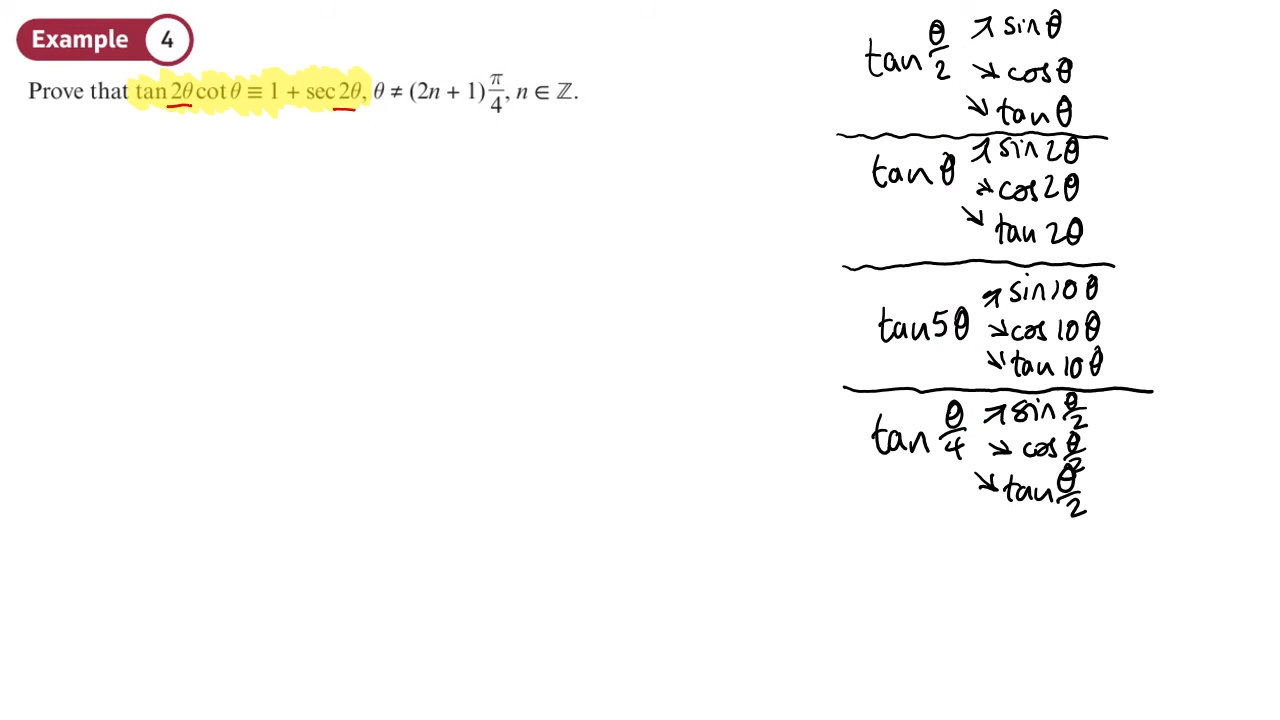 Example 4
Prove that tan 2θ cot θ ≡ 1 + sec 2θ, θ ≠ (2n + 1) π/4, n ∈ ℤ.
tan θ/2 ↗ sin θ
↘ cos θ
↘ tan θ
tan θ ↗ sin 2θ
↘ cos 2θ
↘ tan 2θ
tan 5θ ↗ sin 10θ
↘ cos 10θ
↘ tan 10θ
tan θ/4 ↗ sin θ/2
↘ cos θ/2
↘ tan θ/2